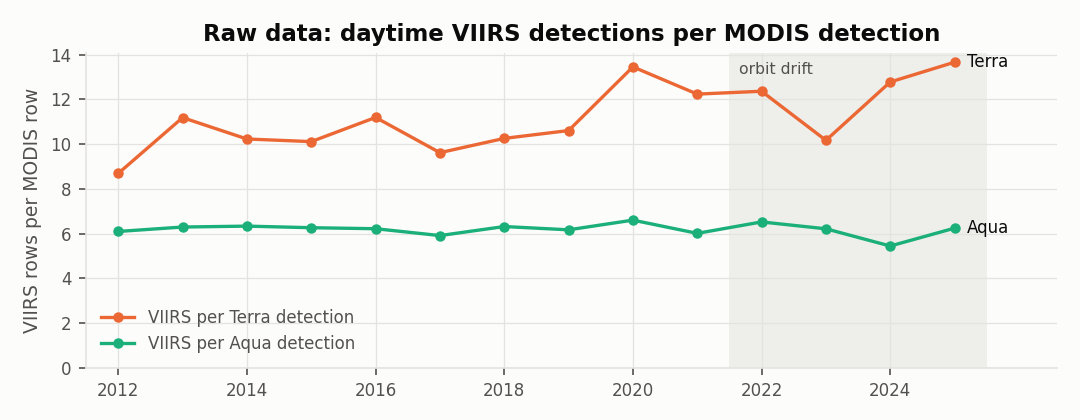 Raw data: daytime VIIRS detections per MODIS detection
VIIRS rows per MODIS row
14
12
10
8
6
4
2
0
orbit drift
Terra
Aqua
VIIRS per Terra detection
VIIRS per Aqua detection
2012
2014
2016
2018
2020
2022
2024